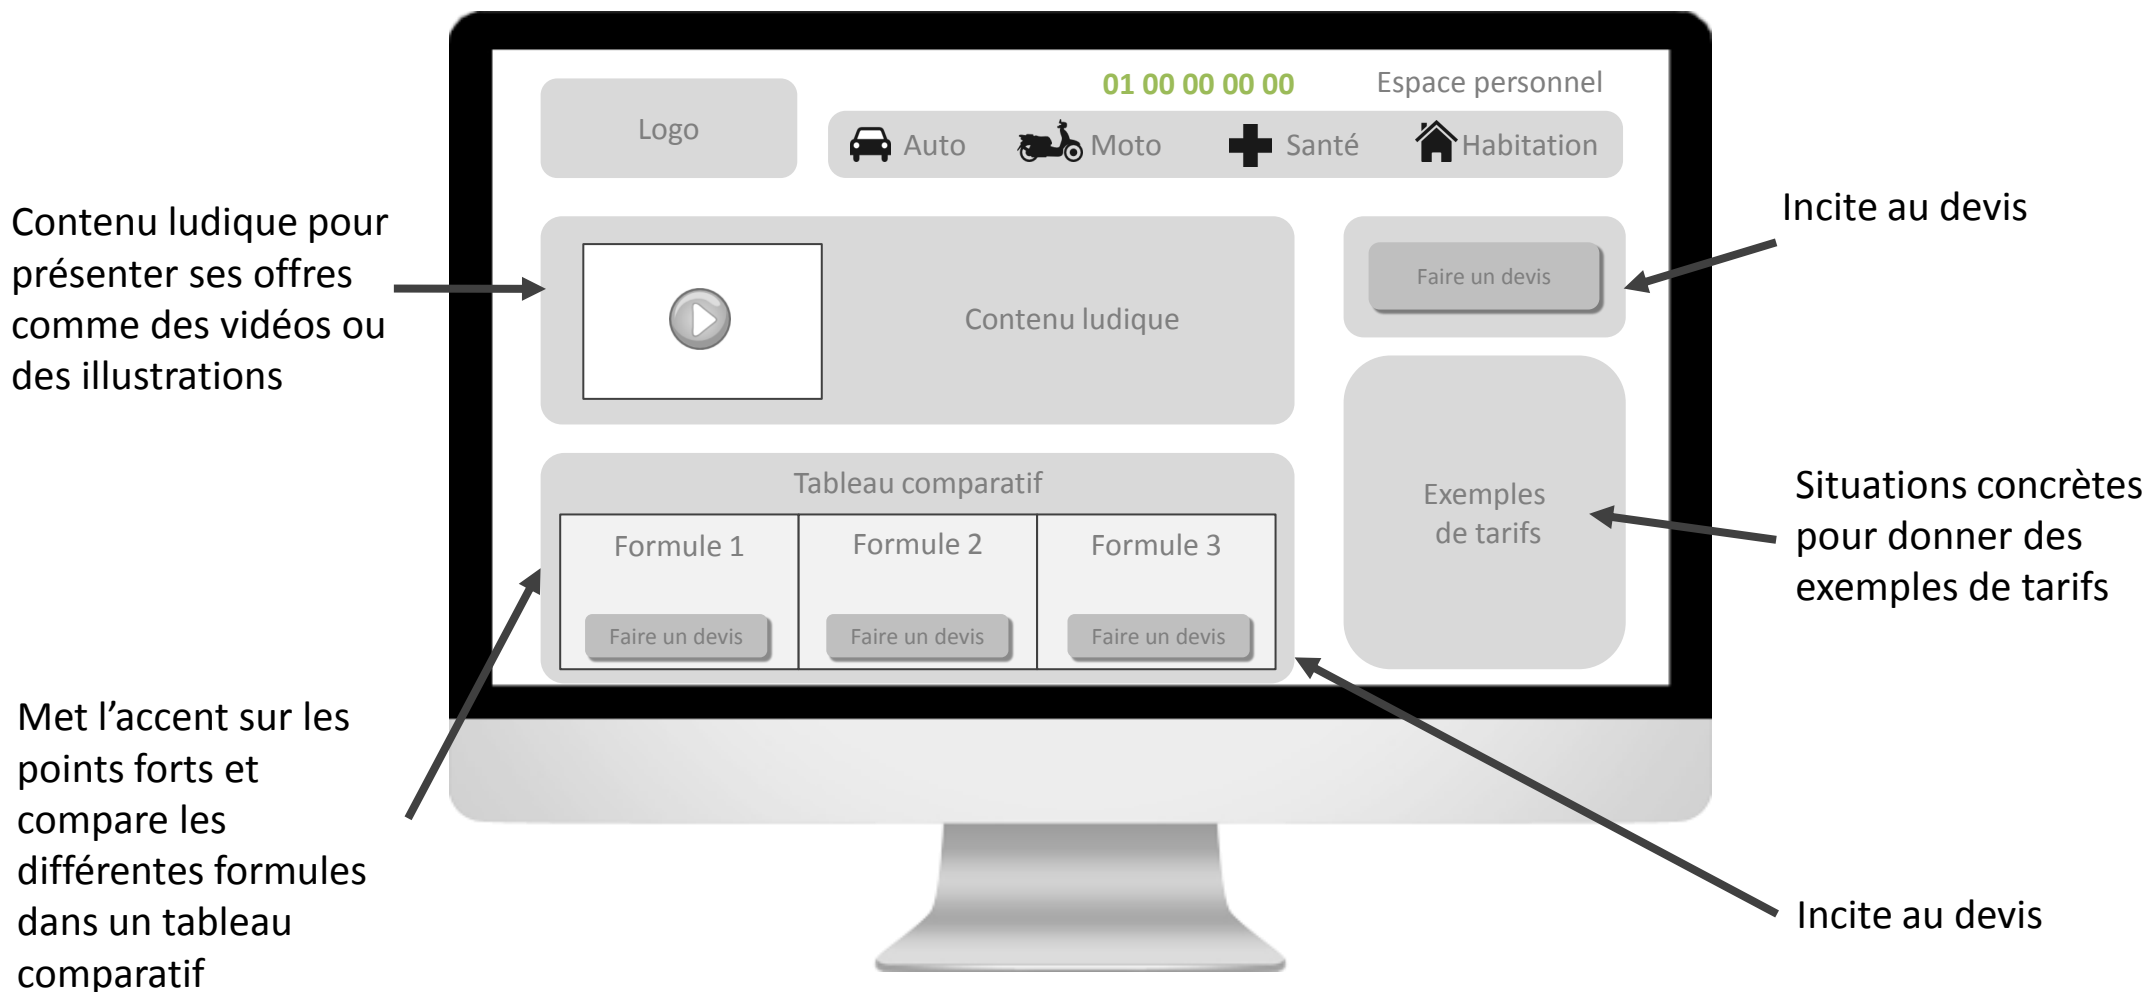 01 00 00 00 00
Espace personnel
Logo
Auto
Moto
Santé
Habitation
Contenu ludique pour
présenter ses offres
comme des vidéos ou
des illustrations
Contenu ludique
Faire un devis
Incite au devis
Tableau comparatif
Formule 1
Formule 2
Formule 3
Faire un devis
Faire un devis
Faire un devis
Exemples
de tarifs
Situations concrètes
pour donner des
exemples de tarifs
Met l’accent sur les
points forts et
compare les
différentes formules
dans un tableau
comparatif
Incite au devis